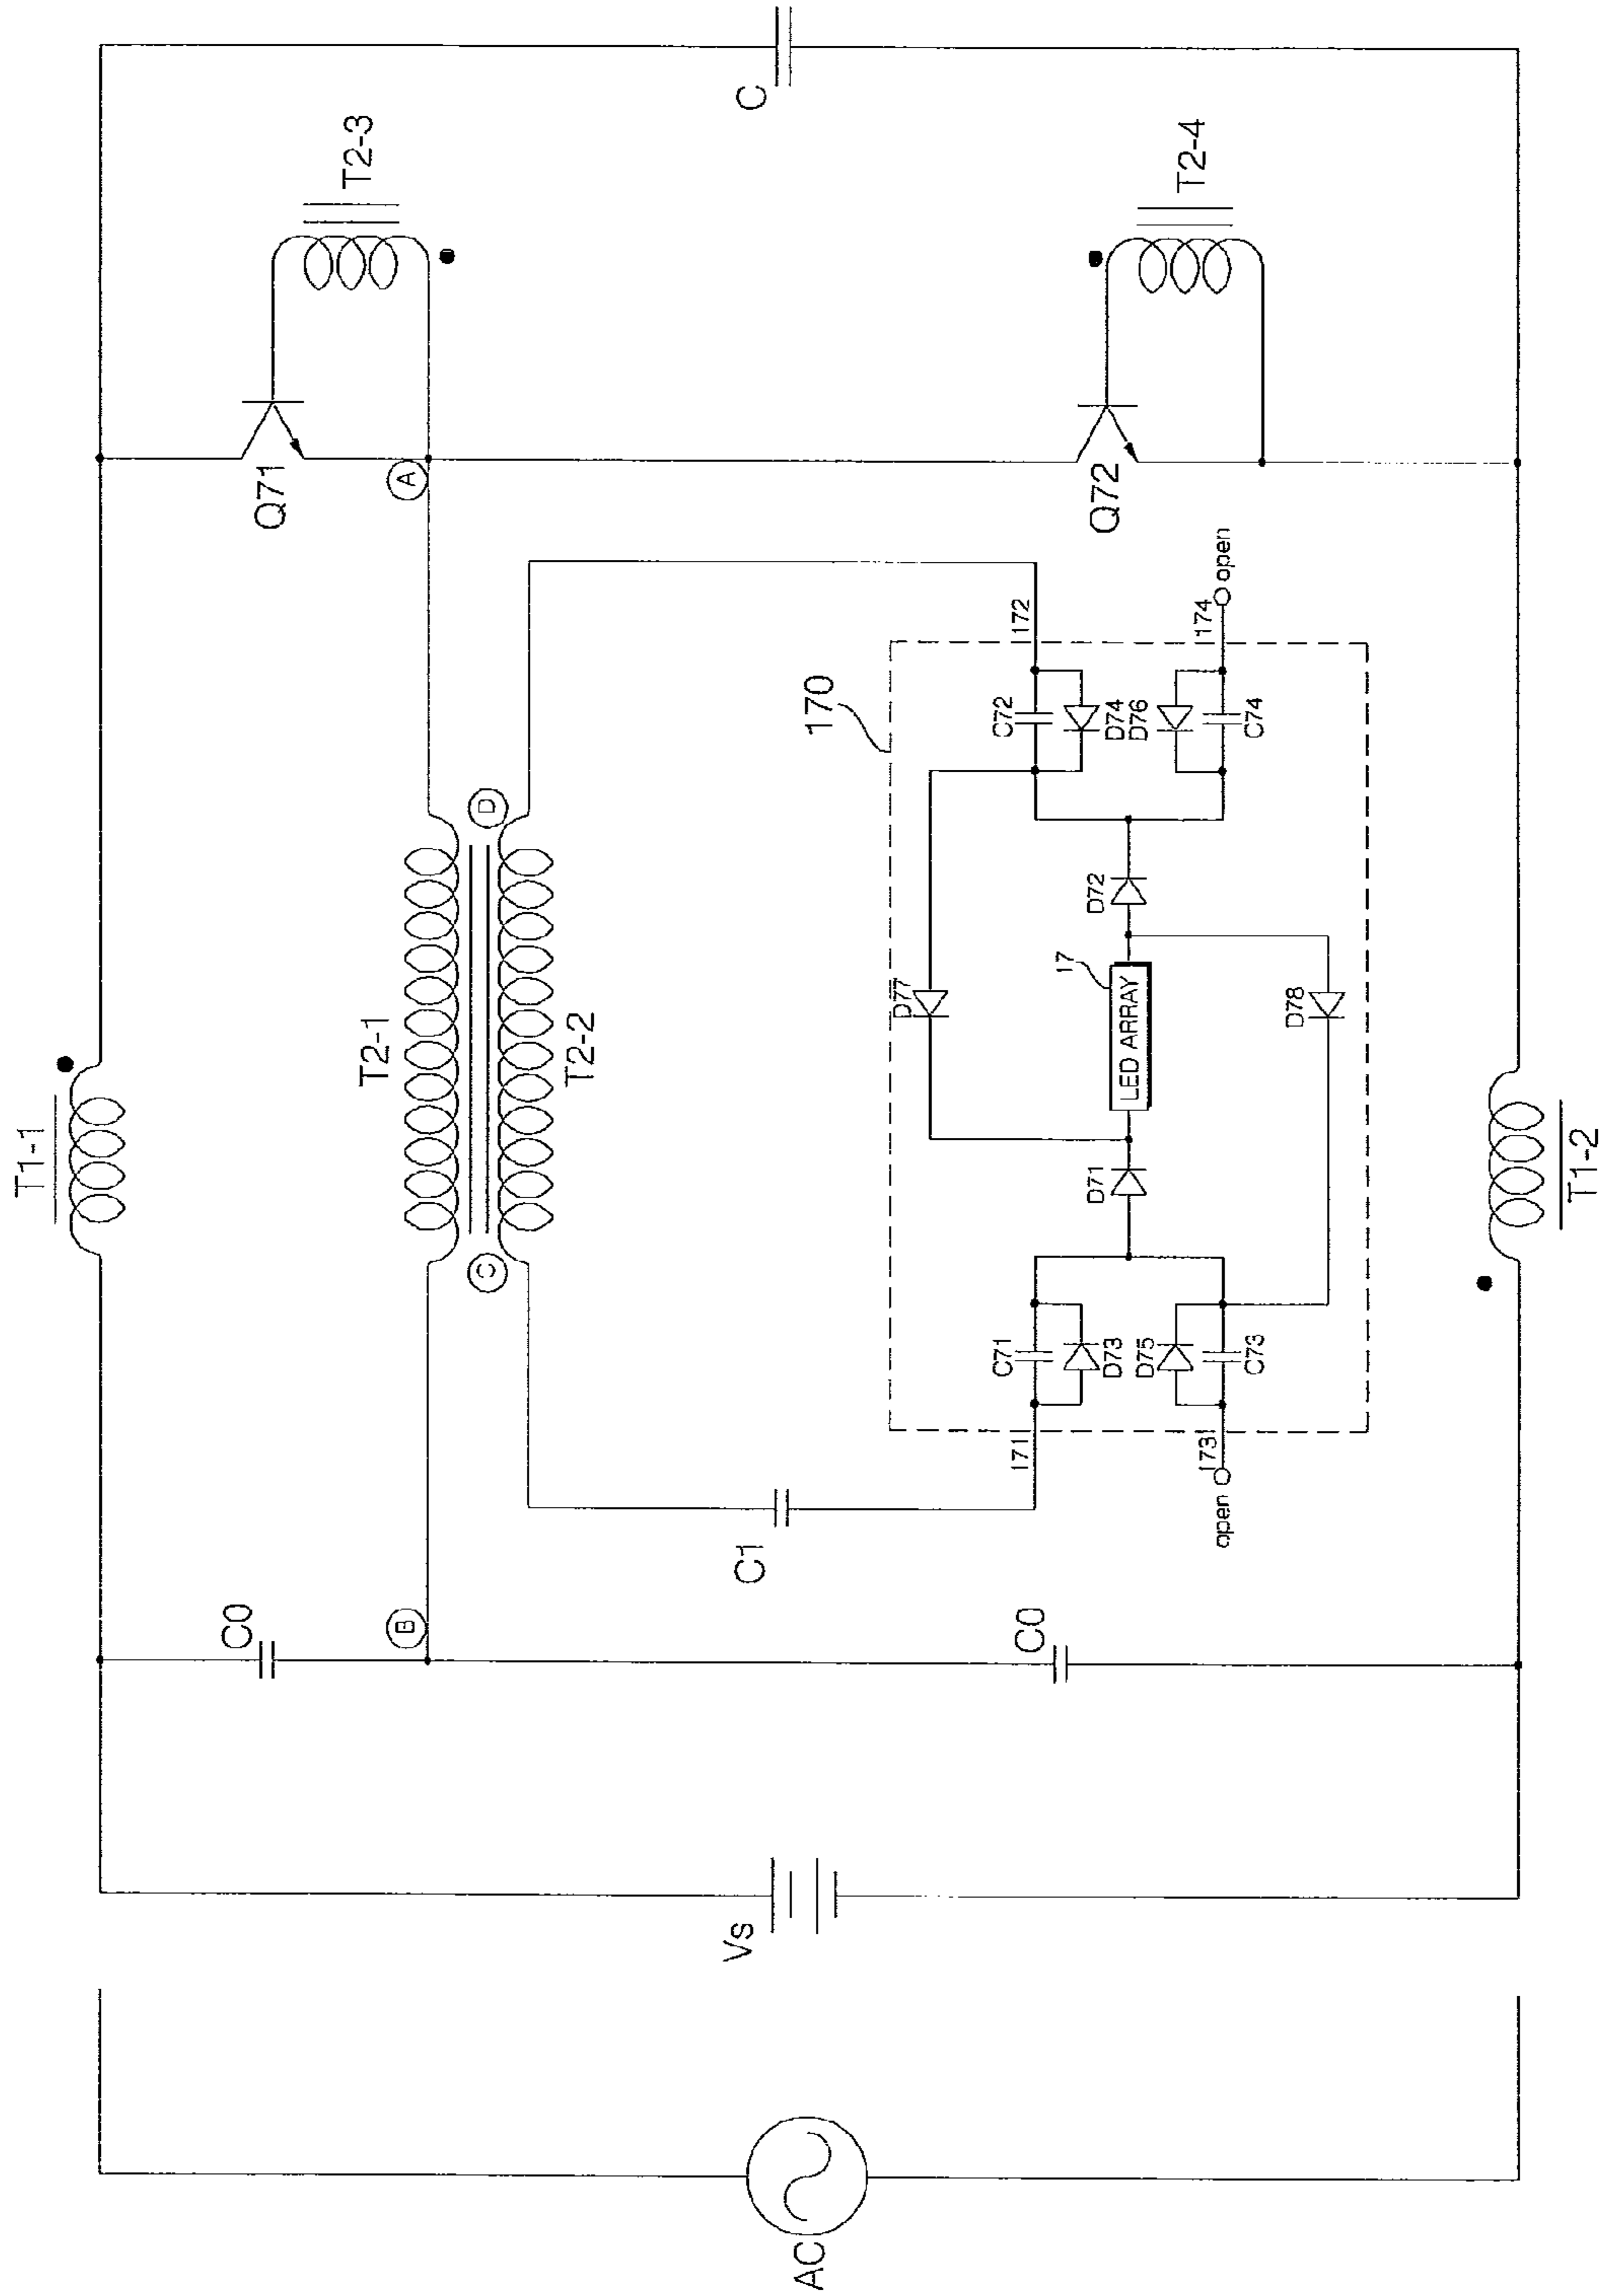 T1-1
C
T2-3
T2-4
Q71
A
Q72
open
174
172
170
C72
D74
D76
C74
D
T2-1
T2-2
D77
D72
17
LED ARRAY
D78
D71
C
C71
D73
D75
C73
171
173
open
T1-2
C1
C0
B
C0
Vs
AC